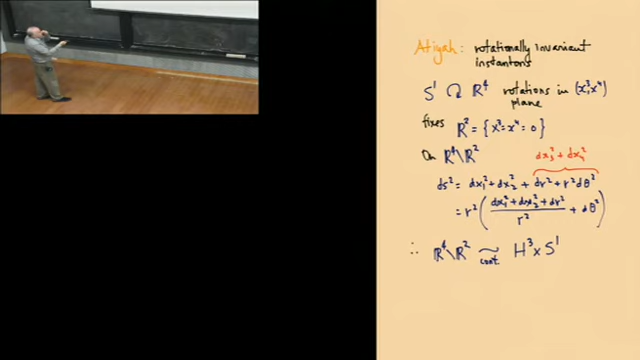 Atiyah: rotationally invariant
instantons
S¹ ↻ ℝ⁴ rotations in (x³,x⁴)
plane
fixes ℝ² = {x³=x⁴=0}
On ℝ⁴\ℝ² dx₃²+dx₄²
ds² = dx₁²+dx₂² + dr²+r²dθ²
= r² ( (dx₁²+dx₂²+dr²)/r² + dθ² )
∴ ℝ⁴\ℝ² ~ H³×S¹
conf